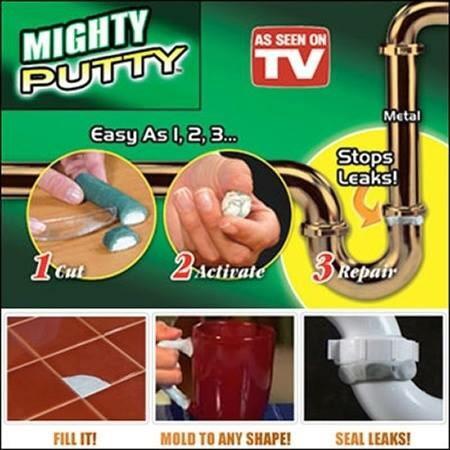 MIGHTY
PUTTY™
AS SEEN ON
TV
Metal
Easy As 1, 2, 3...
Stops
Leaks!
1 Cut
2 Activate
3 Repair
FILL IT!
MOLD TO ANY SHAPE!
SEAL LEAKS!